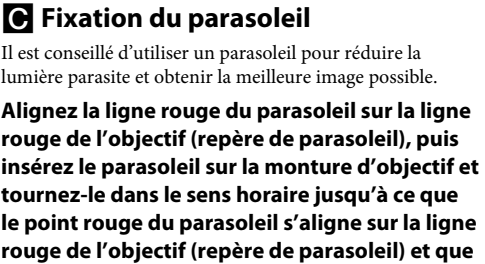 C Fixation du parasoleil
Il est conseillé d’utiliser un parasoleil pour réduire la
lumière parasite et obtenir la meilleure image possible.
Alignez la ligne rouge du parasoleil sur la ligne
rouge de l’objectif (repère de parasoleil), puis
insérez le parasoleil sur la monture d’objectif et
tournez-le dans le sens horaire jusqu’à ce que
le point rouge du parasoleil s’aligne sur la ligne
rouge de l’objectif (repère de parasoleil) et que